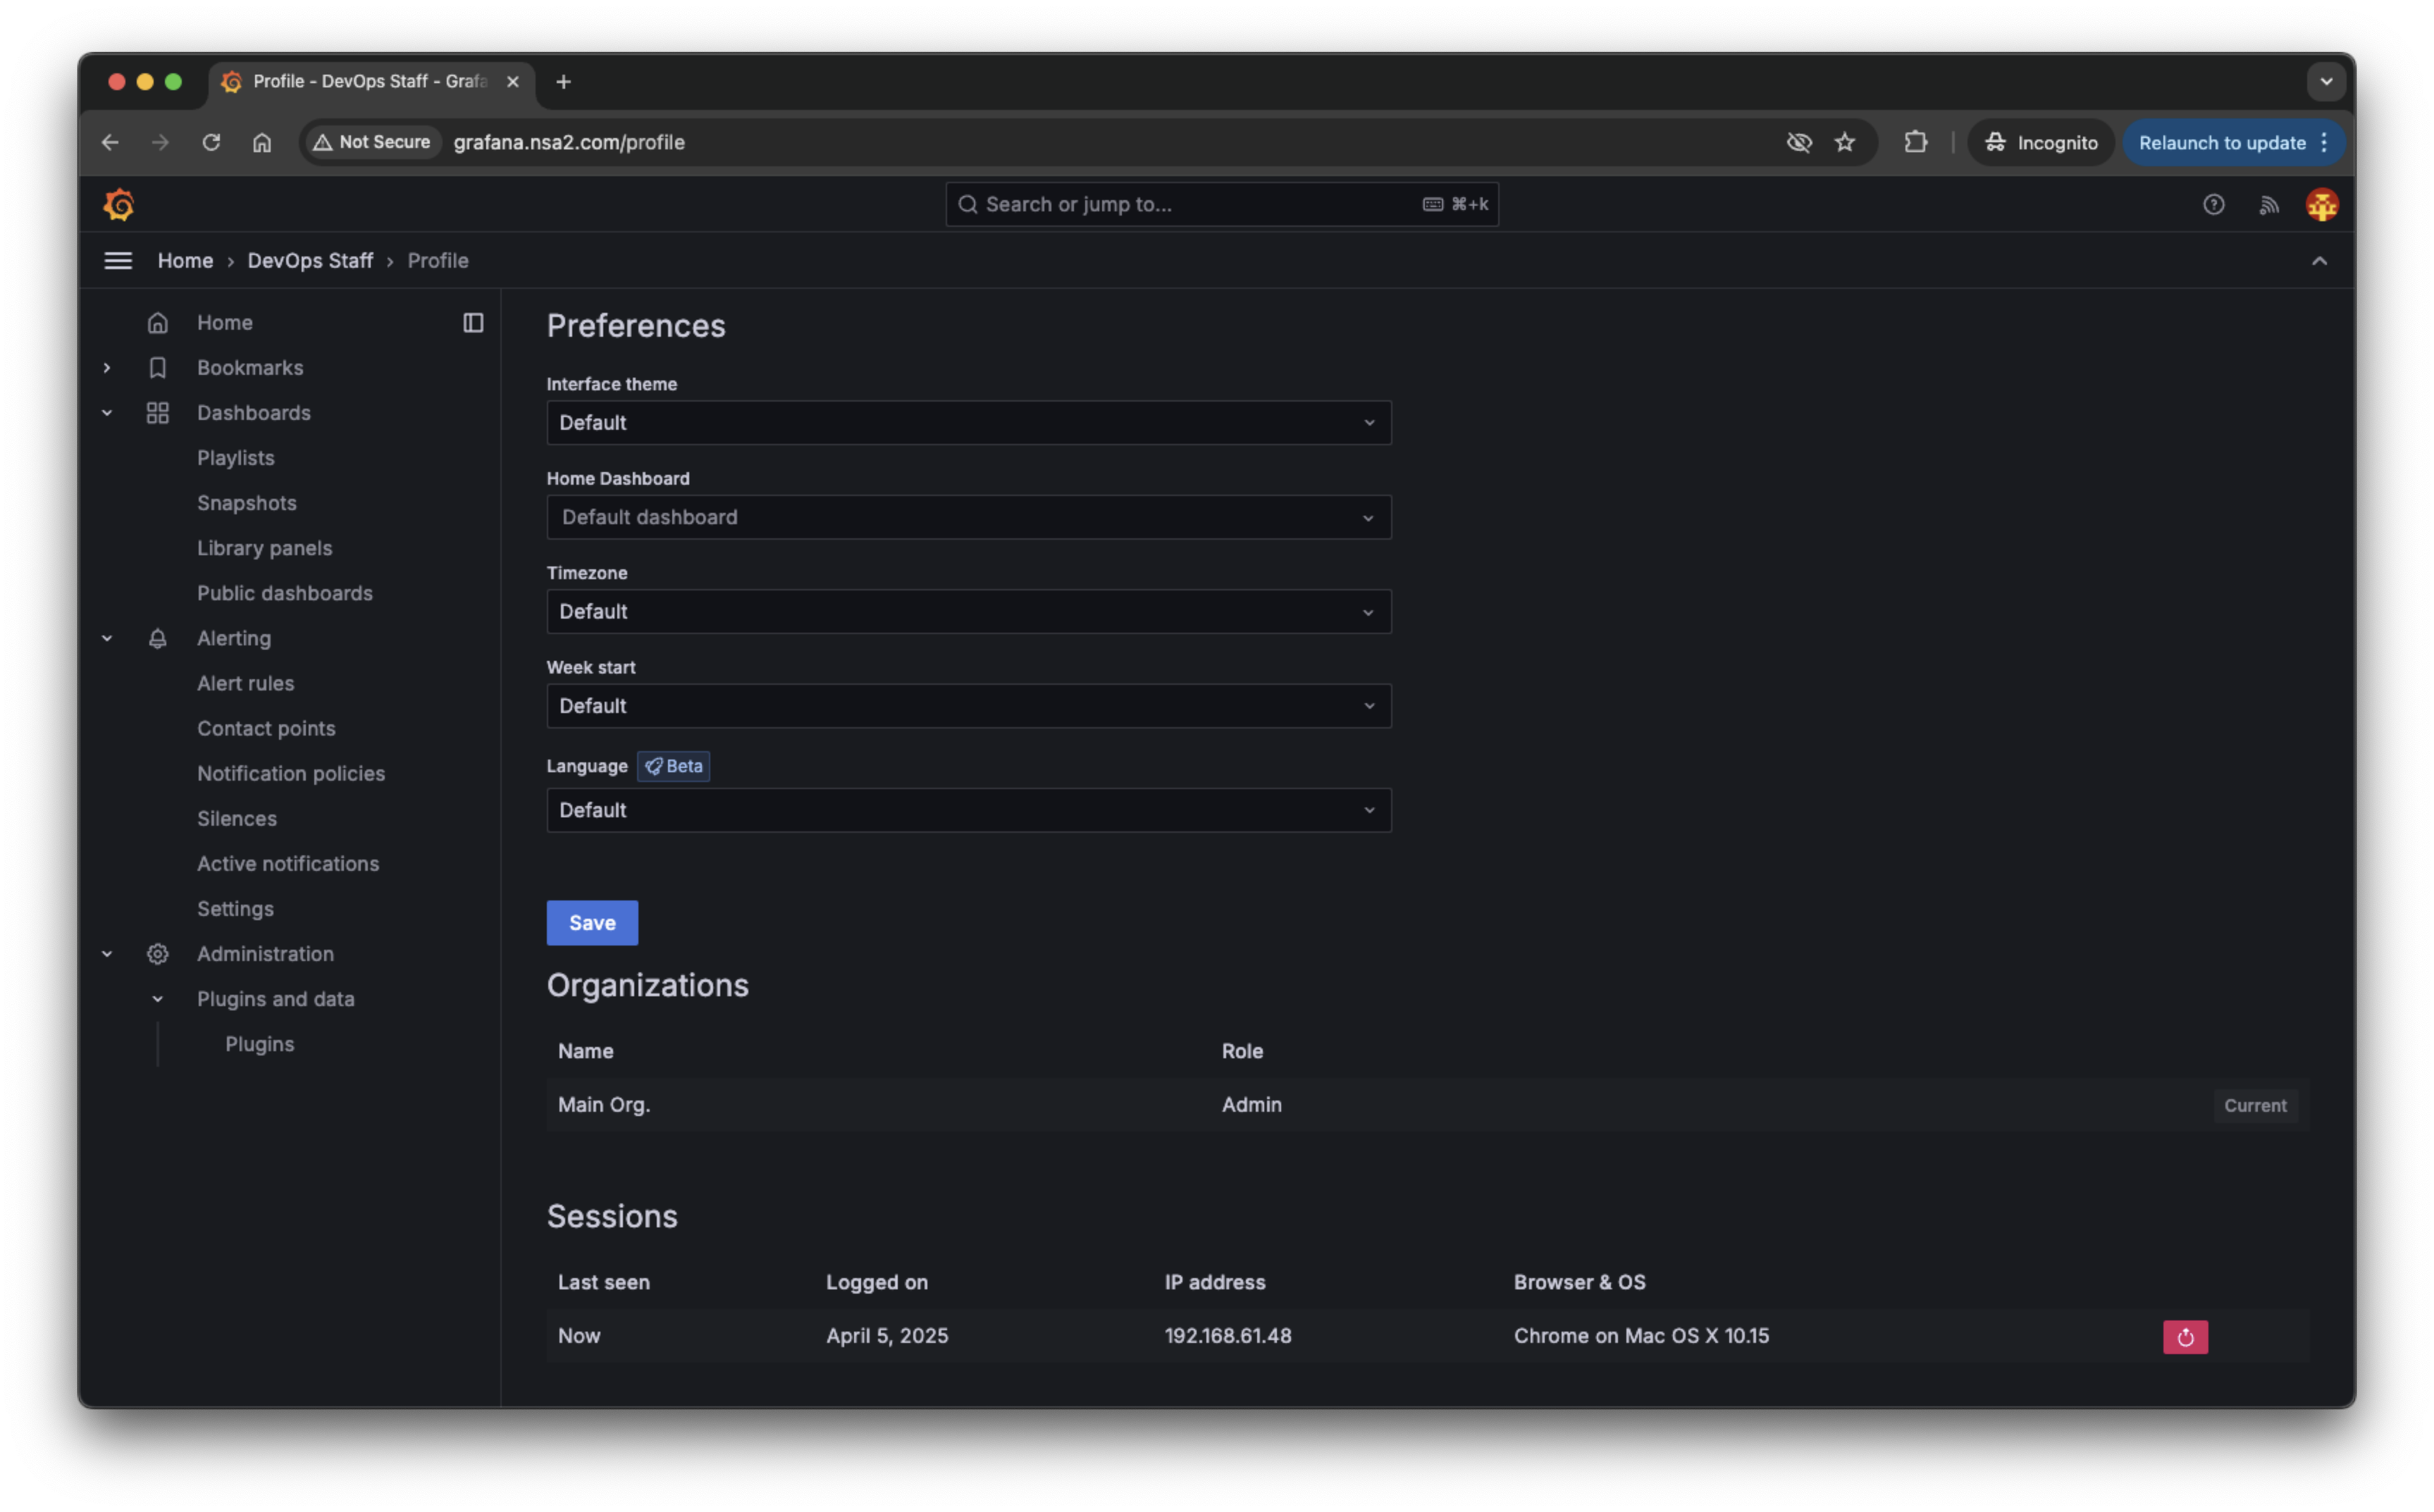 Profile - DevOps Staff - Grafa
Not Secure grafana.nsa2.com/profile Incognito Relaunch to update
Search or jump to... ⌘+k
Home › DevOps Staff › Profile
Home
Bookmarks
Dashboards
Playlists
Snapshots
Library panels
Public dashboards
Alerting
Alert rules
Contact points
Notification policies
Silences
Active notifications
Settings
Administration
Plugins and data
Plugins
Preferences
Interface theme
Default
Home Dashboard
Default dashboard
Timezone
Default
Week start
Default
Language Beta
Default
Save
Organizations
Name Role
Main Org. Admin Current
Sessions
Last seen Logged on IP address Browser & OS
Now April 5, 2025 192.168.61.48 Chrome on Mac OS X 10.15